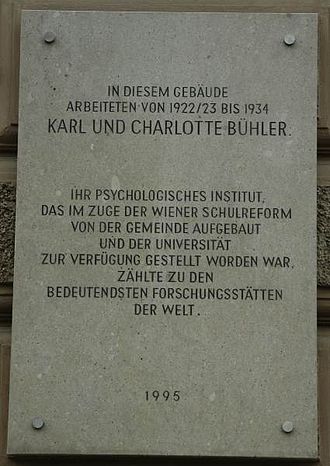 IN DIESEM GEBÄUDE
ARBEITETEN VON 1922/23 BIS 1934
KARL UND CHARLOTTE BÜHLER.
IHR PSYCHOLOGISCHES INSTITUT,
DAS IM ZUGE DER WIENER SCHULREFORM
VON DER GEMEINDE AUFGEBAUT
UND DER UNIVERSITÄT
ZUR VERFÜGUNG GESTELLT WORDEN WAR,
ZÄHLTE ZU DEN
BEDEUTENDSTEN FORSCHUNGSSTÄTTEN
DER WELT.
1995